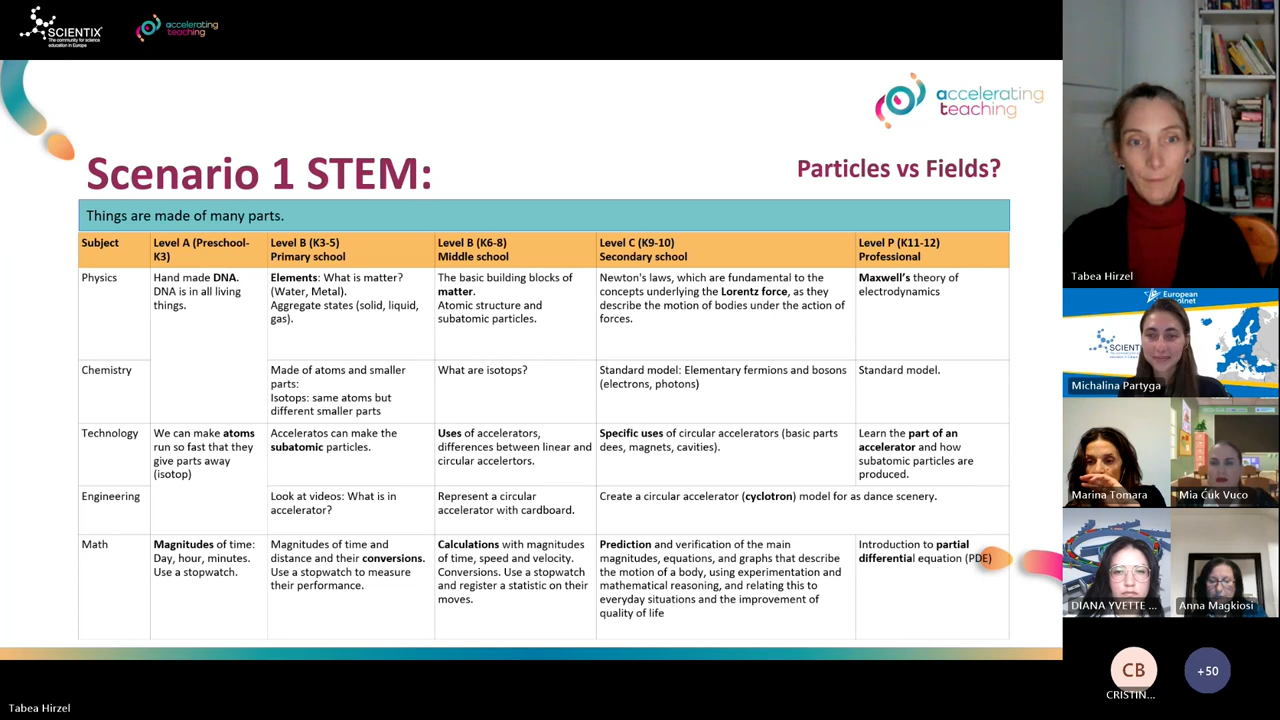 SCIENTIX
The community for science
education in Europe
accelerating
teaching
accelerating
teaching
Scenario 1 STEM:
Particles vs Fields?
Things are made of many parts.
Subject
Level A (Preschool-
K3)
Level B (K3-5)
Primary school
Level B (K6-8)
Middle school
Level C (K9-10)
Secondary school
Level P (K11-12)
Professional
Physics
Hand made DNA.
DNA is in all living
things.
Elements: What is matter?
(Water, Metal).
Aggregate states (solid, liquid,
gas).
The basic building blocks of
matter.
Atomic structure and
subatomic particles.
Newton's laws, which are fundamental to the
concepts underlying the Lorentz force, as they
describe the motion of bodies under the action of
forces.
Maxwell's theory of
electrodynamics
Chemistry
Made of atoms and smaller
parts:
Isotops: same atoms but
different smaller parts
What are isotops?
Standard model: Elementary fermions and bosons
(electrons, photons)
Standard model.
Technology
We can make atoms
run so fast that they
give parts away
(isotop)
Acceleratos can make the
subatomic particles.
Uses of accelerators,
differences between linear and
circular accelertors.
Specific uses of circular accelerators (basic parts
dees, magnets, cavities).
Learn the part of an
accelerator and how
subatomic particles are
produced.
Engineering
Look at videos: What is in
accelerator?
Represent a circular
accelerator with cardboard.
Create a circular accelerator (cyclotron) model for as dance scenery.
Math
Magnitudes of time:
Day, hour, minutes.
Use a stopwatch.
Magnitudes of time and
distance and their conversions.
Use a stopwatch to measure
their performance.
Calculations with magnitudes
of time, speed and velocity.
Conversions. Use a stopwatch
and register a statistic on their
moves.
Prediction and verification of the main
magnitudes, equations, and graphs that describe
the motion of a body, using experimentation and
mathematical reasoning, and relating this to
everyday situations and the improvement of
quality of life
Introduction to partial
differential equation (PDE)
Tabea Hirzel
European
SCIENT
Michalina Partyga
Marina Tomara
Mia Ćuk Vuco
DIANA YVETTE ...
Anna Magkiosi
CB
CRISTIN...
+50
Tabea Hirzel